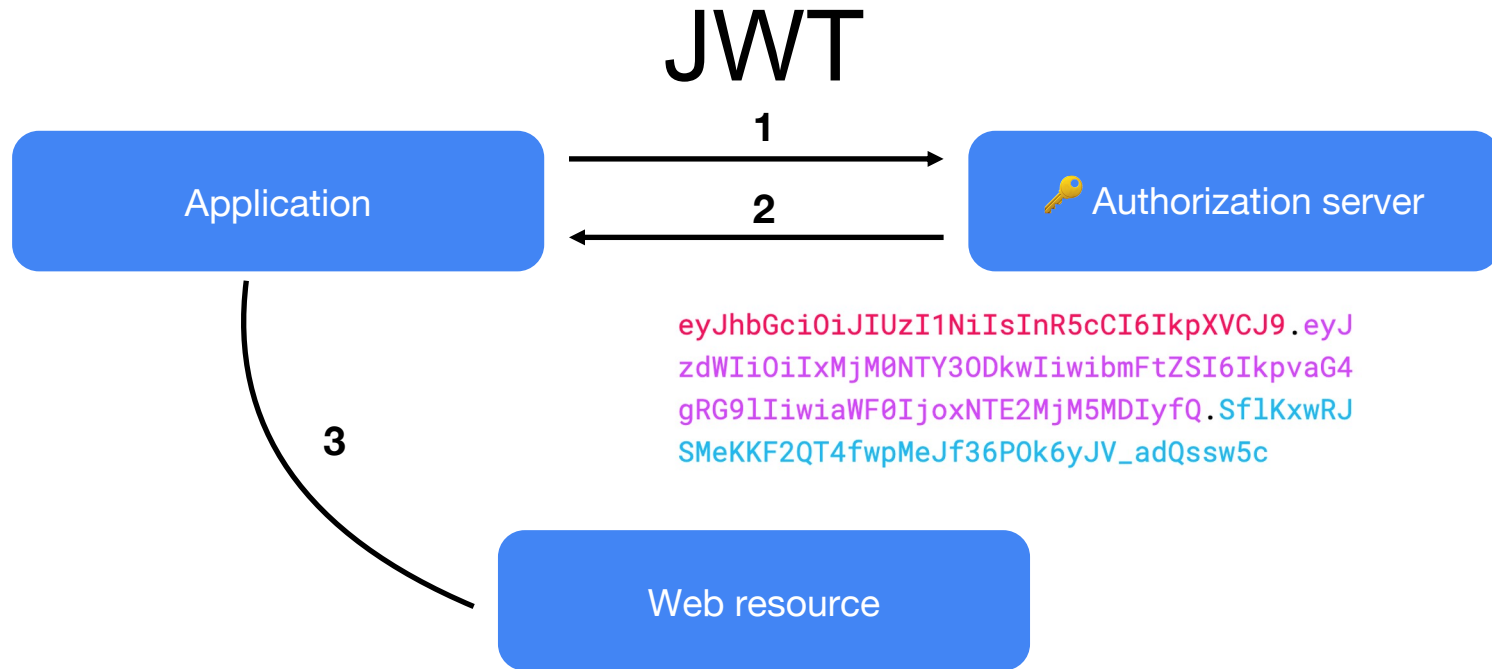 JWT
1
Application
🔑 Authorization server
2
eyJhbGciOiJIUzI1NiIsInR5cCI6IkpXVCJ9.eyJ
zdWIiOiIxMjM0NTY3ODkwIiwibmFtZSI6IkpvaG4
gRG9lIiwiaWF0IjoxNTE2MjM5MDIyfQ.SflKxwRJ
SMeKKF2QT4fwpMeJf36POk6yJV_adQssw5c
3
Web resource